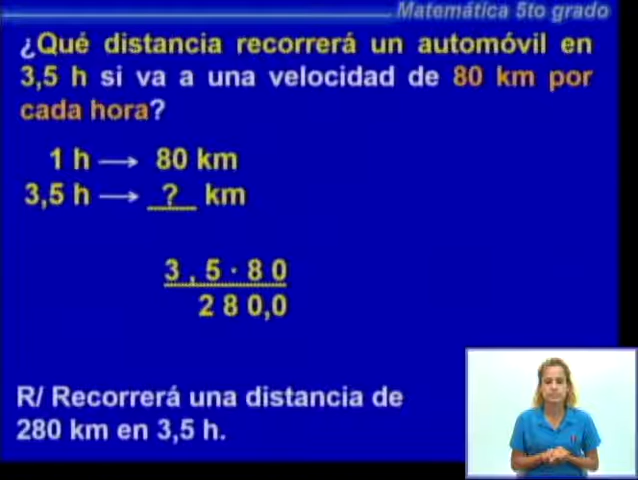 Matemática 5to grado
¿Qué distancia recorrerá un automóvil en
3,5 h si va a una velocidad de 80 km por
cada hora?
1 h → 80 km
3,5 h → _?_ km
3 , 5 · 8 0
2 8 0,0
R/ Recorrerá una distancia de
280 km en 3,5 h.